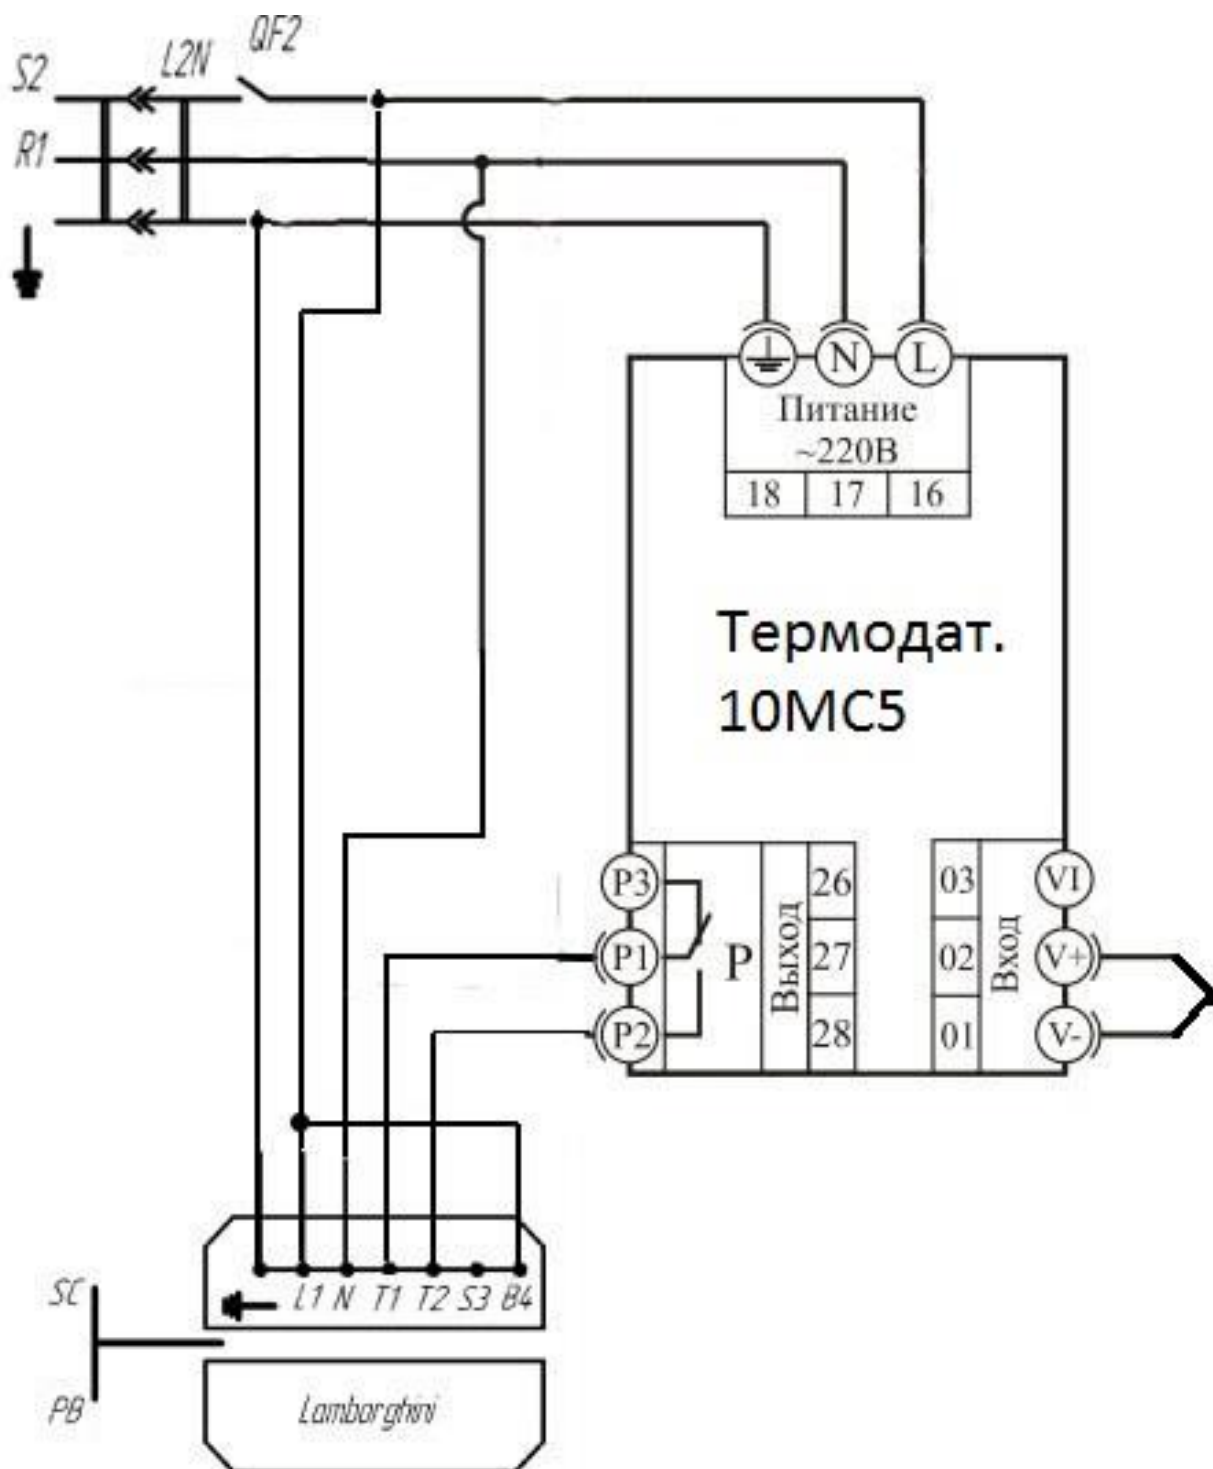 QF2
L2N
S2
R1
N L
Питание
~220В
18 17 16
Термодат.
10МС5
P3 26 03 VI
P1 P Выход 27 02 Вход V+
P2 28 01 V-
L1 N T1 T2 S3 B4
SC
PB
Lamborghini